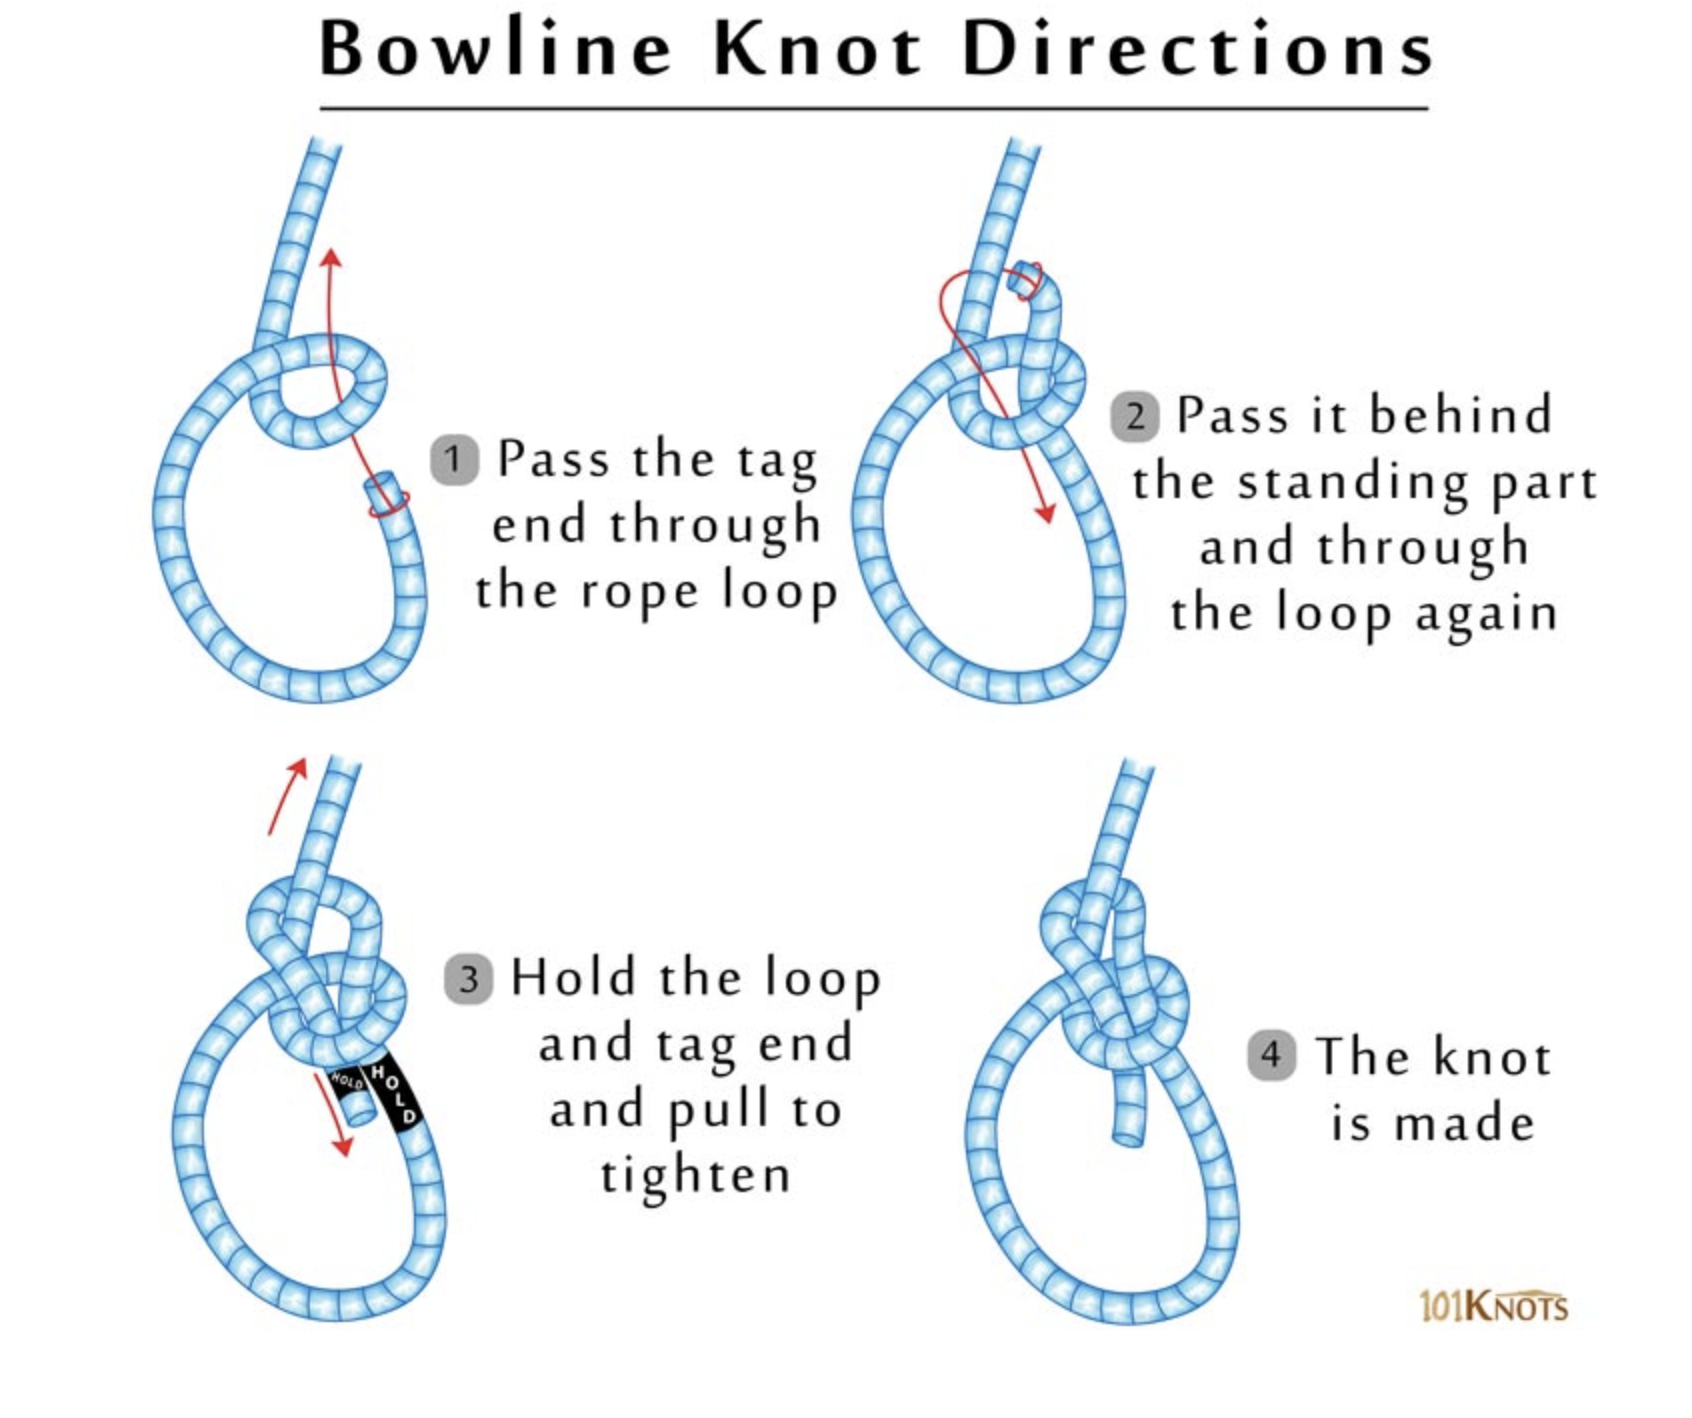 Bowline Knot Directions
1 Pass the tag
end through
the rope loop
2 Pass it behind
the standing part
and through
the loop again
3 Hold the loop
and tag end
and pull to
tighten
HOLD
HOLD
4 The knot
is made
101KNOTS